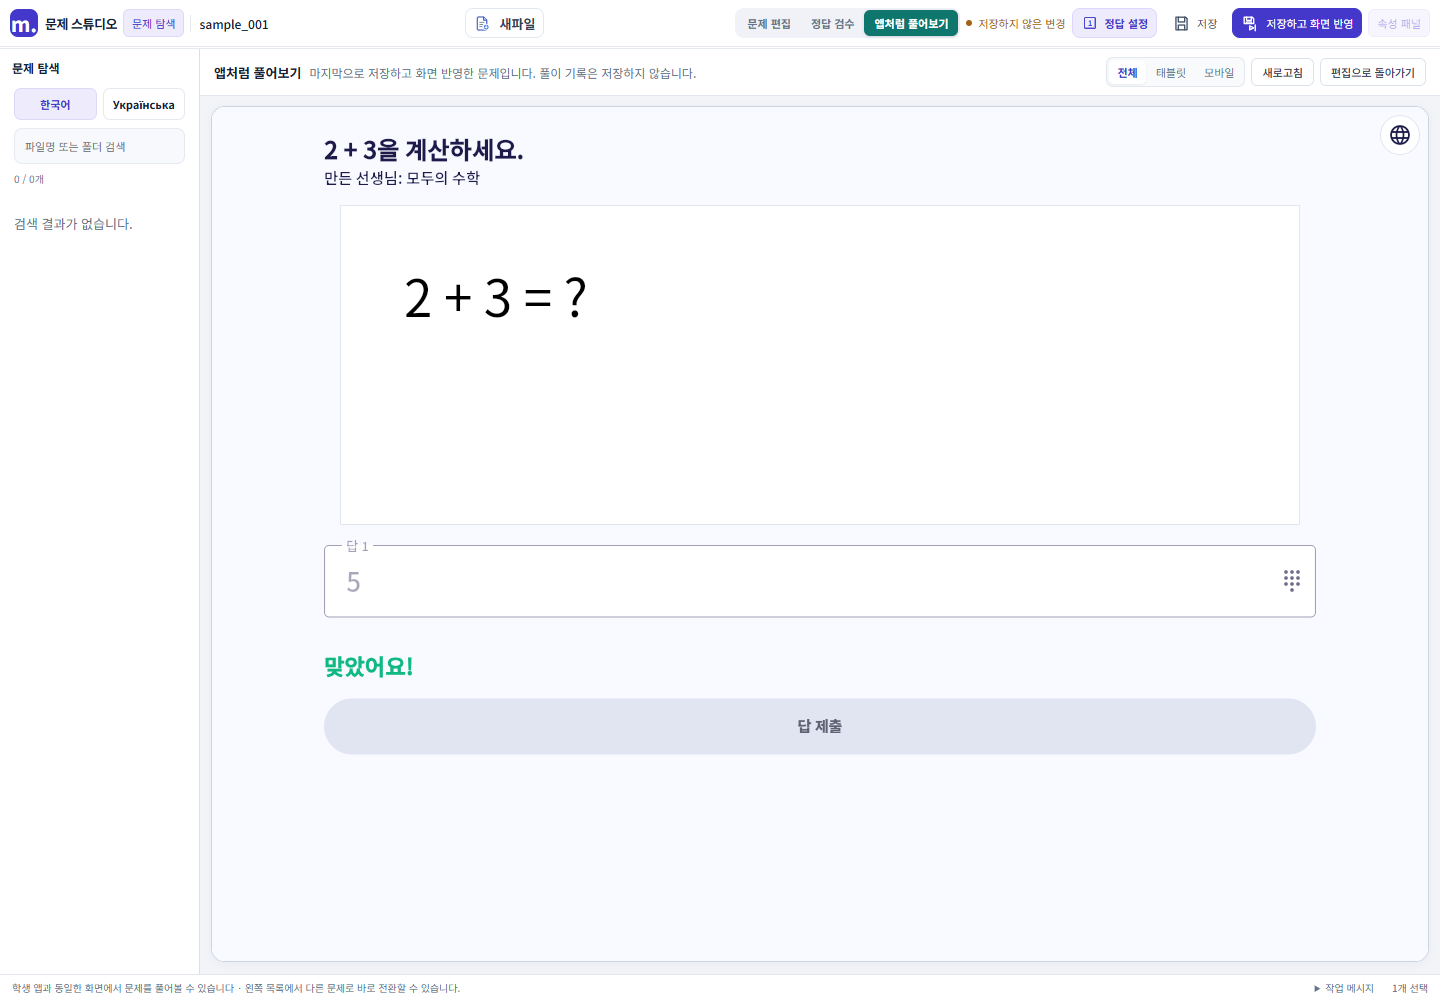 m. 문제 스튜디오 문제 탐색 sample_001 새파일 문제 편집 정답 검수 앱처럼 풀어보기 저장하지 않은 변경 1 정답 설정 저장 저장하고 화면 반영 속성 패널
문제 탐색
한국어 Українська
파일명 또는 폴더 검색
0 / 0개
검색 결과가 없습니다.
앱처럼 풀어보기 마지막으로 저장하고 화면 반영한 문제입니다. 풀이 기록은 저장하지 않습니다. 전체 태블릿 모바일 새로고침 편집으로 돌아가기
2 + 3을 계산하세요.
만든 선생님: 모두의 수학
2 + 3 = ?
답 1
5
맞았어요!
답 제출
학생 앱과 동일한 화면에서 문제를 풀어볼 수 있습니다 · 왼쪽 목록에서 다른 문제로 바로 전환할 수 있습니다. ▶ 작업 메시지 1개 선택